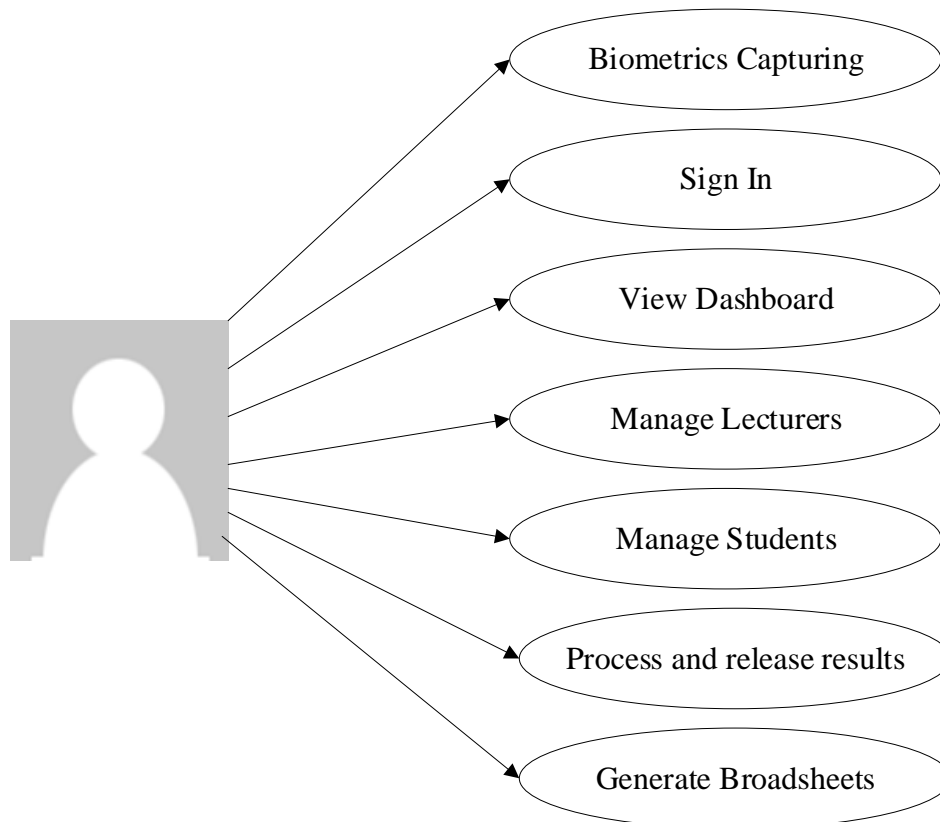 Biometrics Capturing
Sign In
View Dashboard
Manage Lecturers
Manage Students
Process and release results
Generate Broadsheets